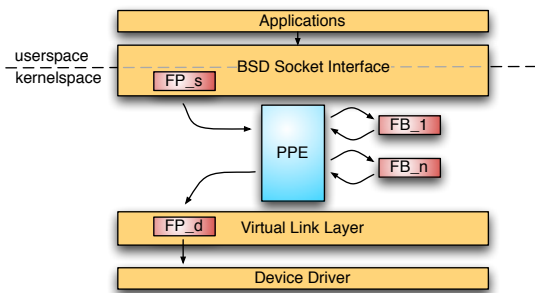 Applications
userspace
kernelspace
BSD Socket Interface
FP_s
PPE
FB_1
FB_n
FP_d
Virtual Link Layer
Device Driver